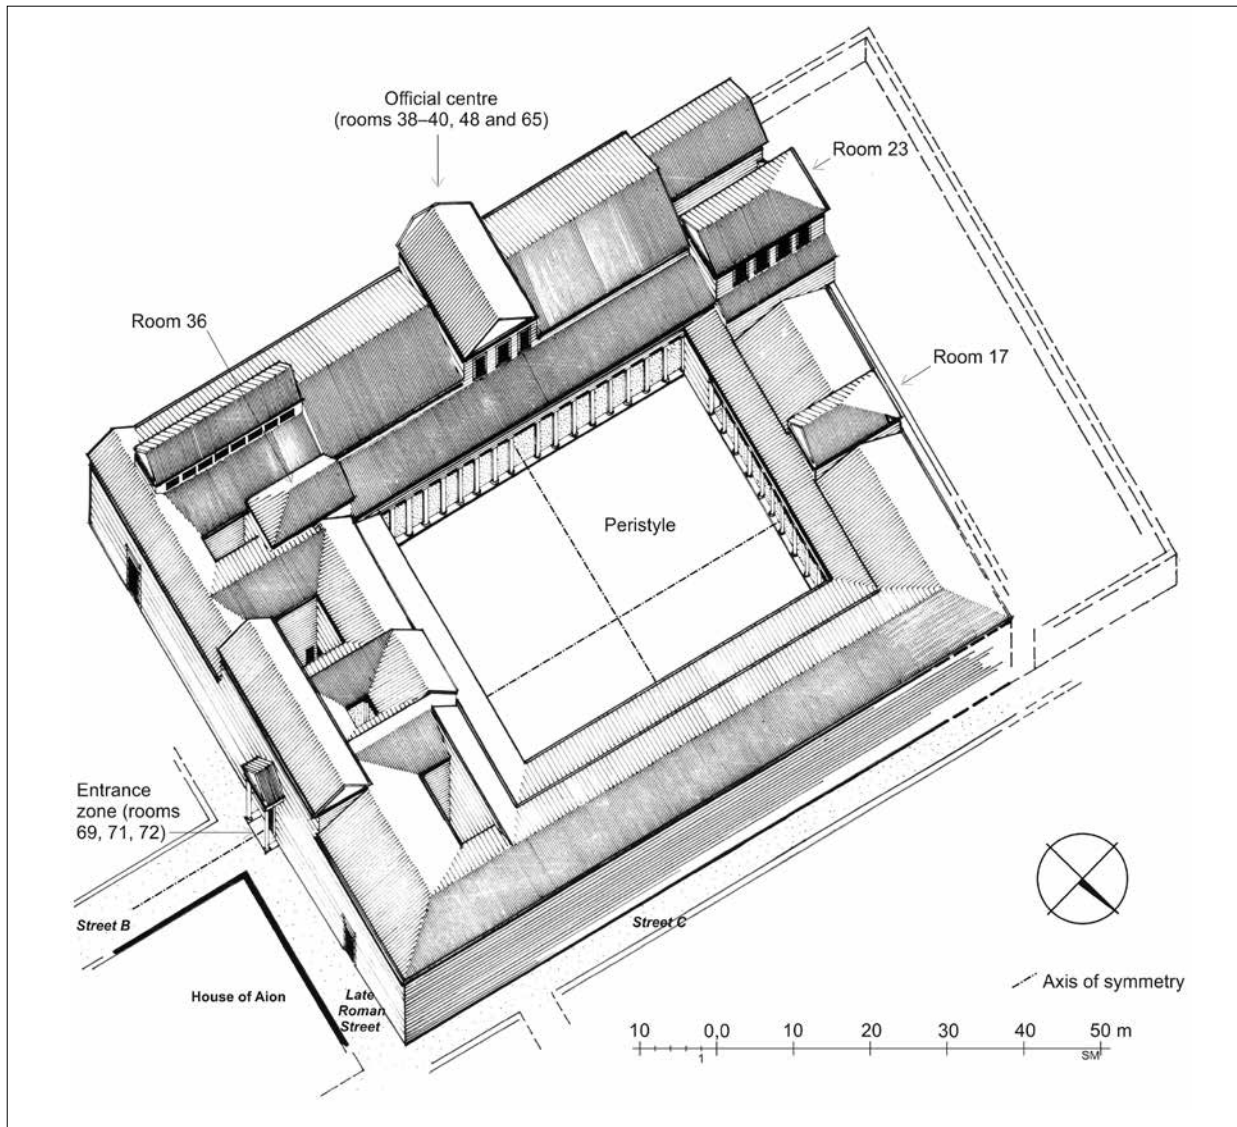 Official centre
(rooms 38–40, 48 and 65)
Room 23
Room 36
Room 17
Peristyle
Entrance
zone (rooms
69, 71, 72)
Street B
Street C
House of Aion
Late
Roman
Street
Axis of symmetry
10 0,0 10 20 30 40 50 m
1
SM